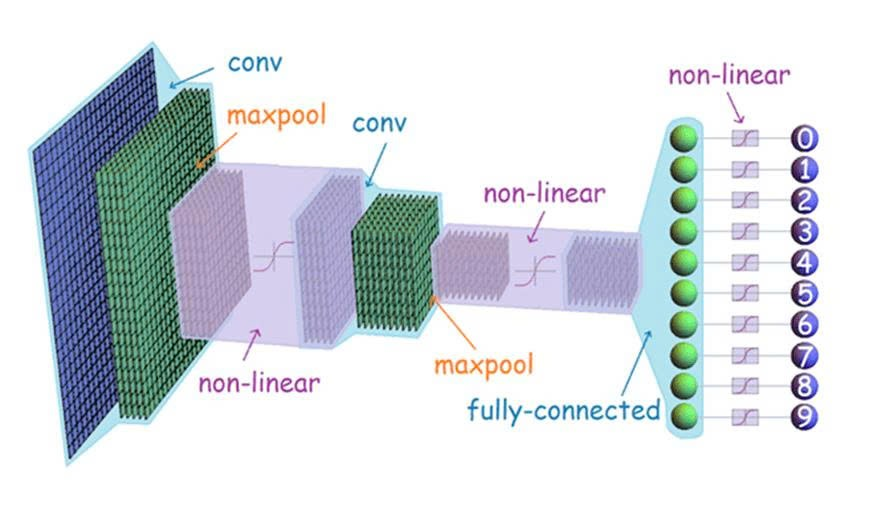 conv
maxpool
non-linear
conv
maxpool
non-linear
fully-connected
non-linear
0
1
2
3
4
5
6
7
8
9